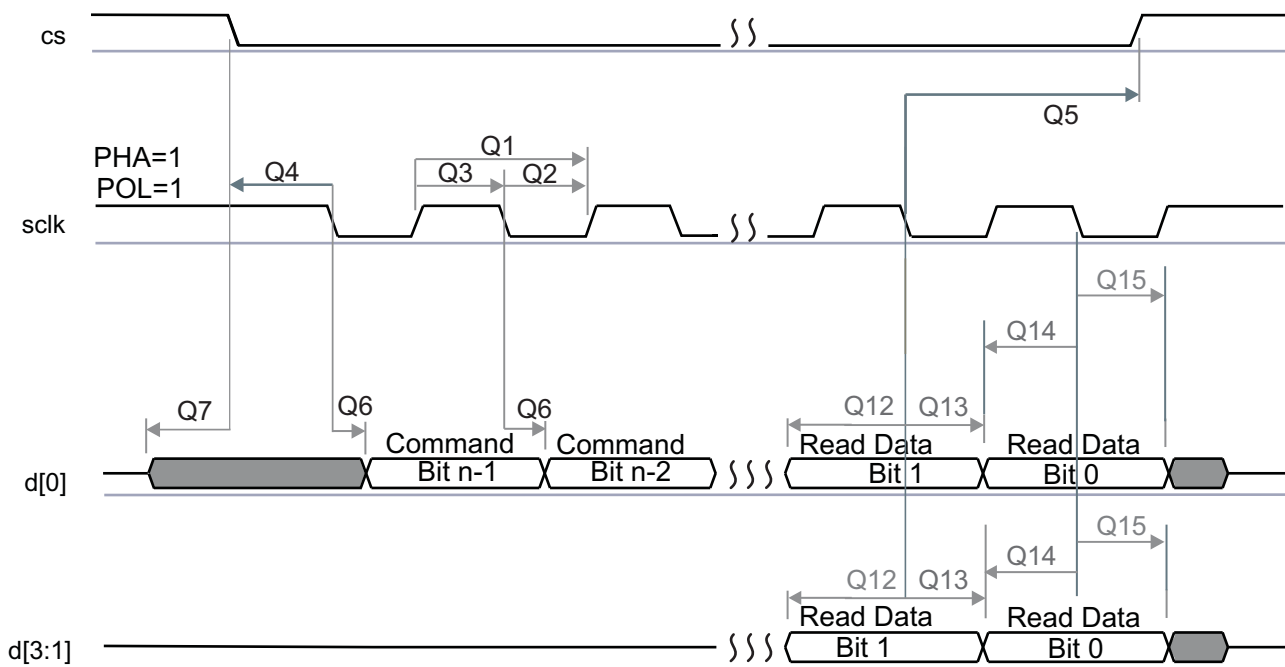 cs
Q5
PHA=1
POL=1
Q4
Q1
Q3 Q2
sclk
Q15
Q14
Q7 Q6 Q6 Q12 Q13
Command Command Read Data Read Data
d[0] Bit n-1 Bit n-2 Bit 1 Bit 0
Q15
Q14
Q12 Q13
Read Data Read Data
d[3:1] Bit 1 Bit 0